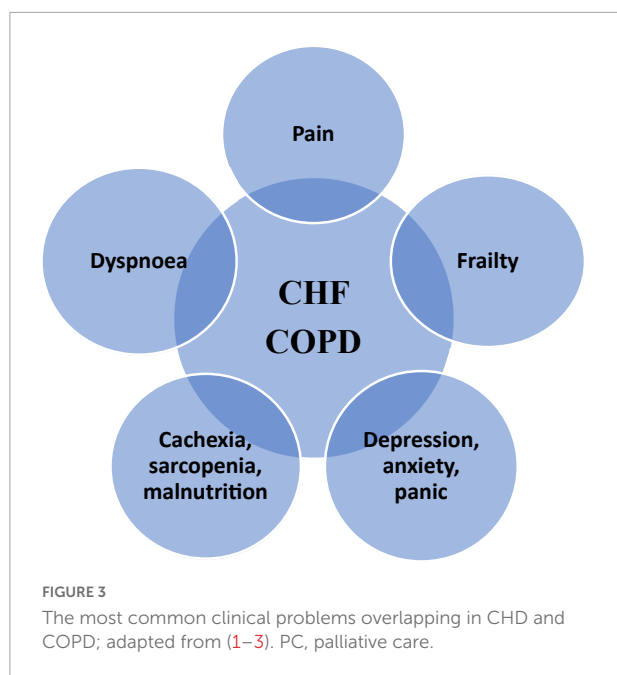 Pain
Dyspnoea
Frailty
CHF
COPD
Cachexia,
sarcopenia,
malnutrition
Depression,
anxiety,
panic
FIGURE 3
The most common clinical problems overlapping in CHD and
COPD; adapted from (1–3). PC, palliative care.